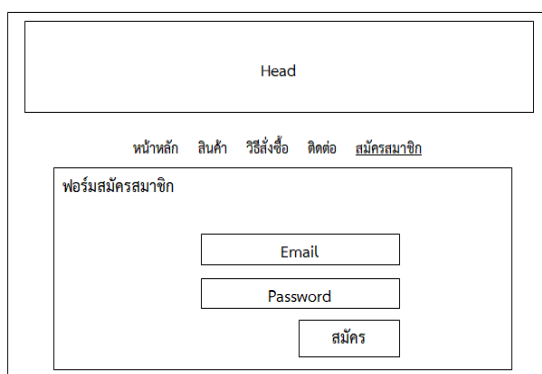 Head
หน้าหลัก สินค้า วิธีสั่งซื้อ ติดต่อ สมัครสมาชิก
ฟอร์มสมัครสมาชิก
Email
Password
สมัคร